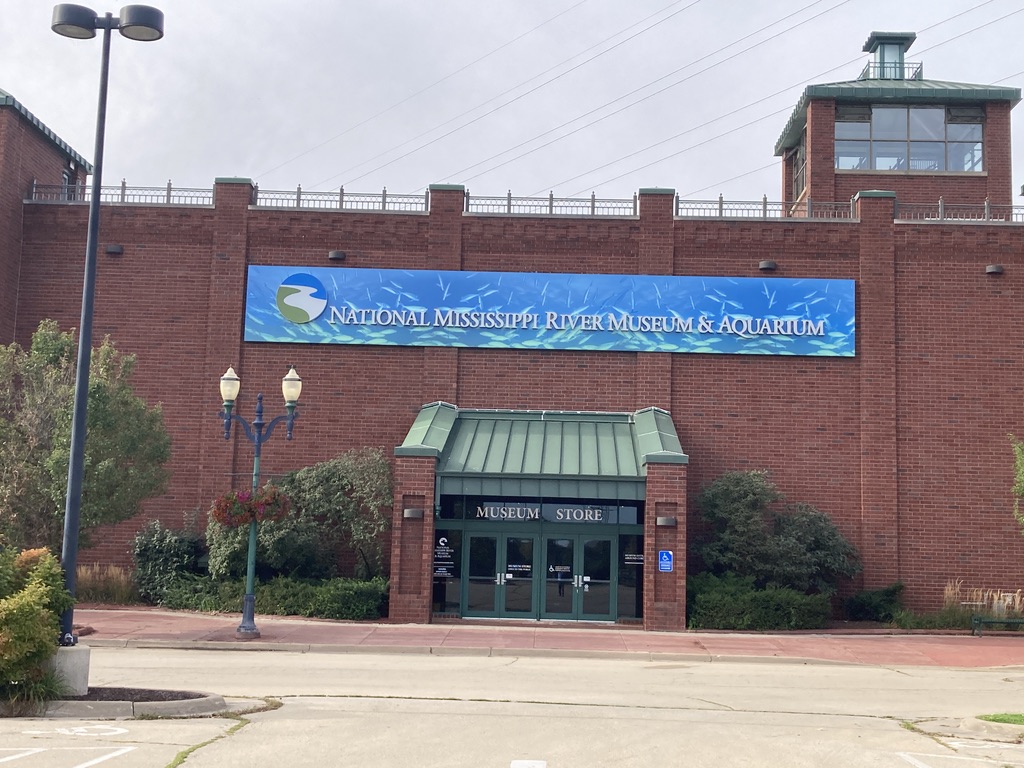 NATIONAL MISSISSIPPI RIVER MUSEUM & AQUARIUM
MUSEUM STORE